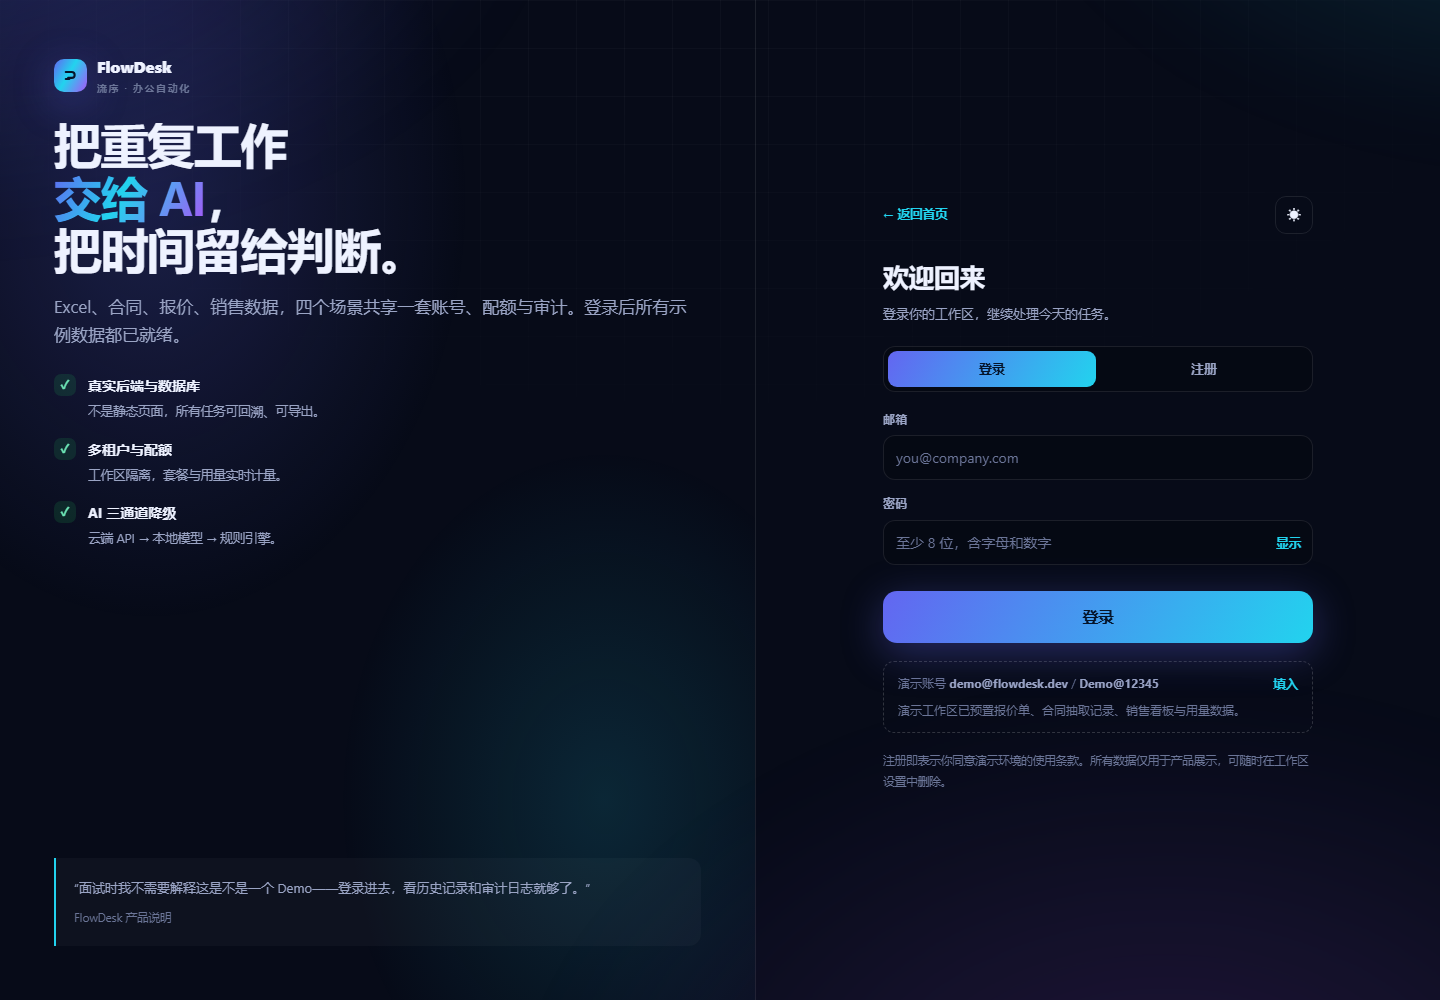 FlowDesk
流序 · 办公自动化
把重复工作
交给 AI，
把时间留给判断。
Excel、合同、报价、销售数据，四个场景共享一套账号、配额与审计。登录后所有示
例数据都已就绪。
✓ 真实后端与数据库
不是静态页面，所有任务可回溯、可导出。
✓ 多租户与配额
工作区隔离，套餐与用量实时计量。
✓ AI 三通道降级
云端 API → 本地模型 → 规则引擎。
“面试时我不需要解释这是不是一个 Demo——登录进去，看历史记录和审计日志就够了。”
FlowDesk 产品说明
← 返回首页
欢迎回来
登录你的工作区，继续处理今天的任务。
登录 注册
邮箱
you@company.com
密码
至少 8 位，含字母和数字 显示
登录
演示账号 demo@flowdesk.dev / Demo@12345 填入
演示工作区已预置报价单、合同抽取记录、销售看板与用量数据。
注册即表示你同意演示环境的使用条款。所有数据仅用于产品展示，可随时在工作区
设置中删除。